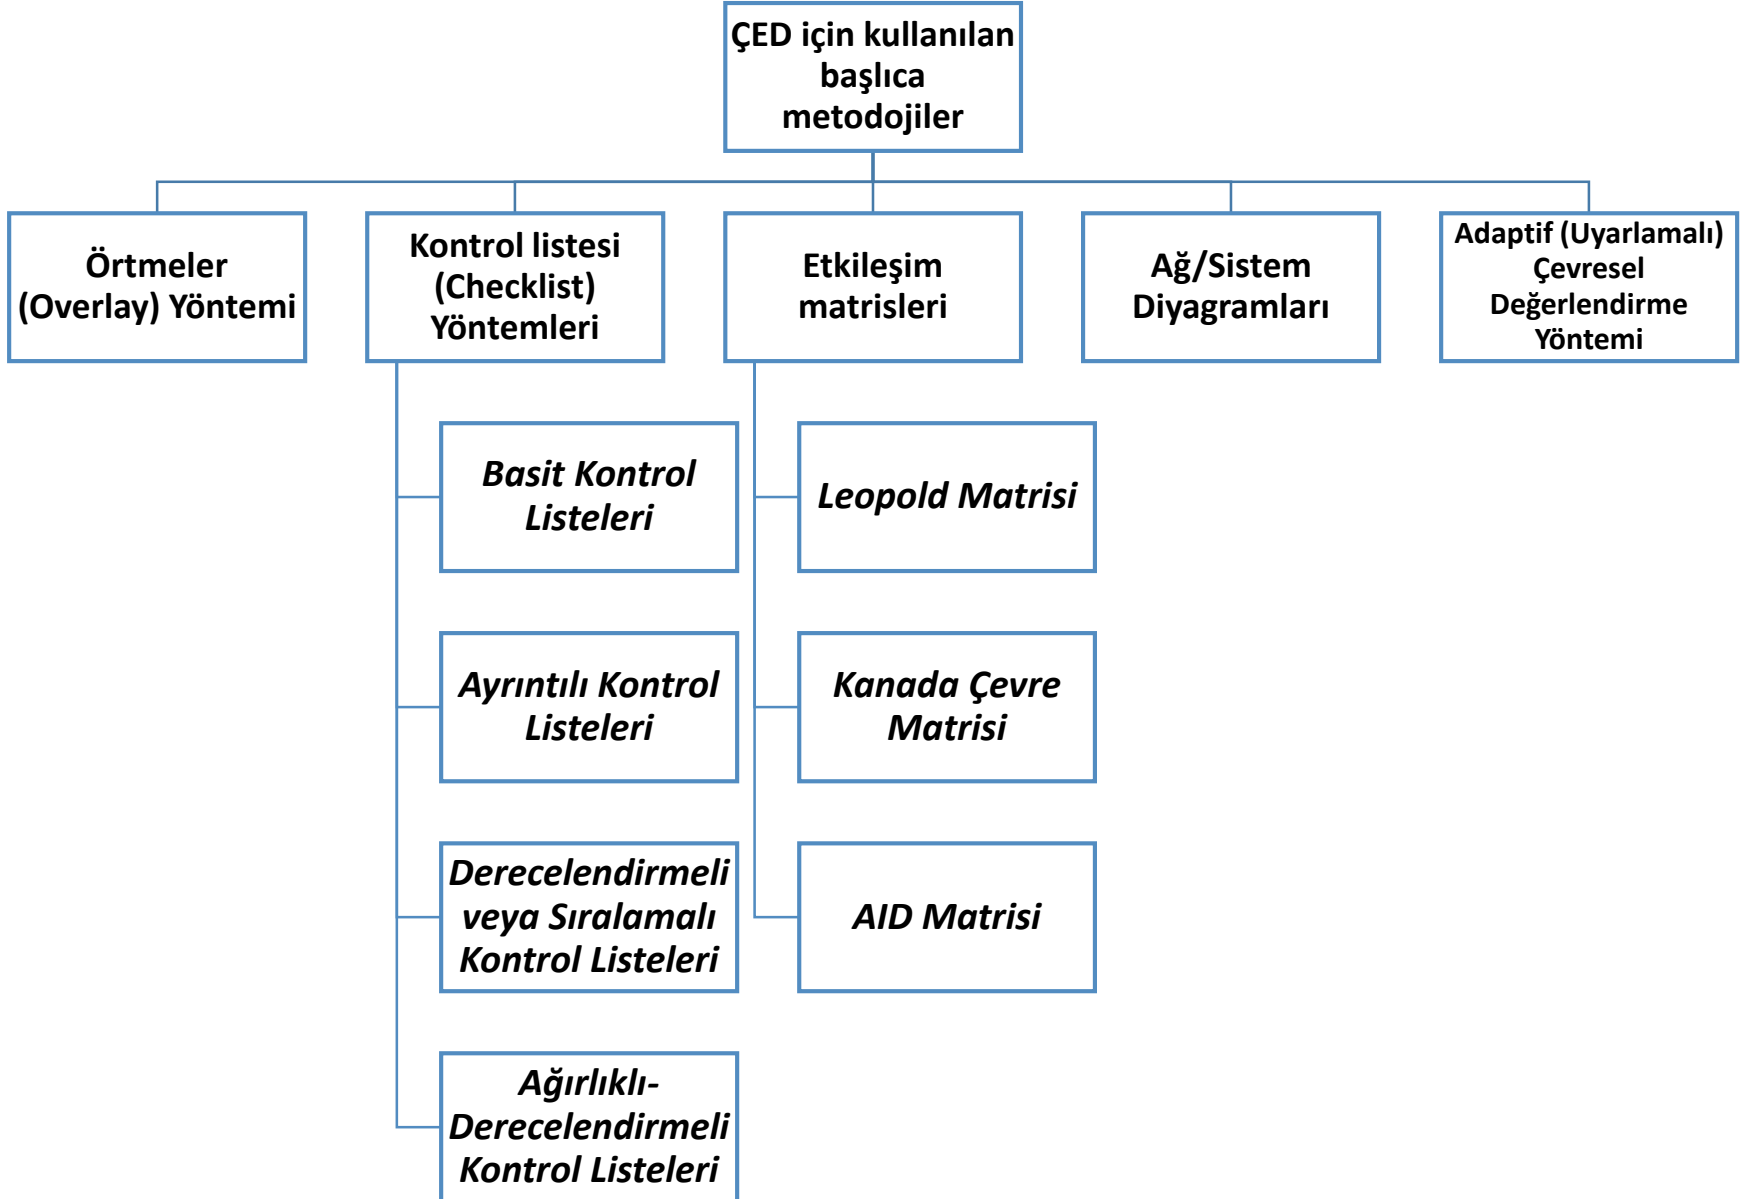 ÇED için kullanılan
başlıca
metodojiler
Örtmeler
(Overlay) Yöntemi
Kontrol listesi
(Checklist)
Yöntemleri
Etkileşim
matrisleri
Ağ/Sistem
Diyagramları
Adaptif (Uyarlamalı)
Çevresel
Değerlendirme
Yöntemi
Basit Kontrol
Listeleri
Ayrıntılı Kontrol
Listeleri
Derecelendirmeli
veya Sıralamalı
Kontrol Listeleri
Ağırlıklı-
Derecelendirmeli
Kontrol Listeleri
Leopold Matrisi
Kanada Çevre
Matrisi
AID Matrisi